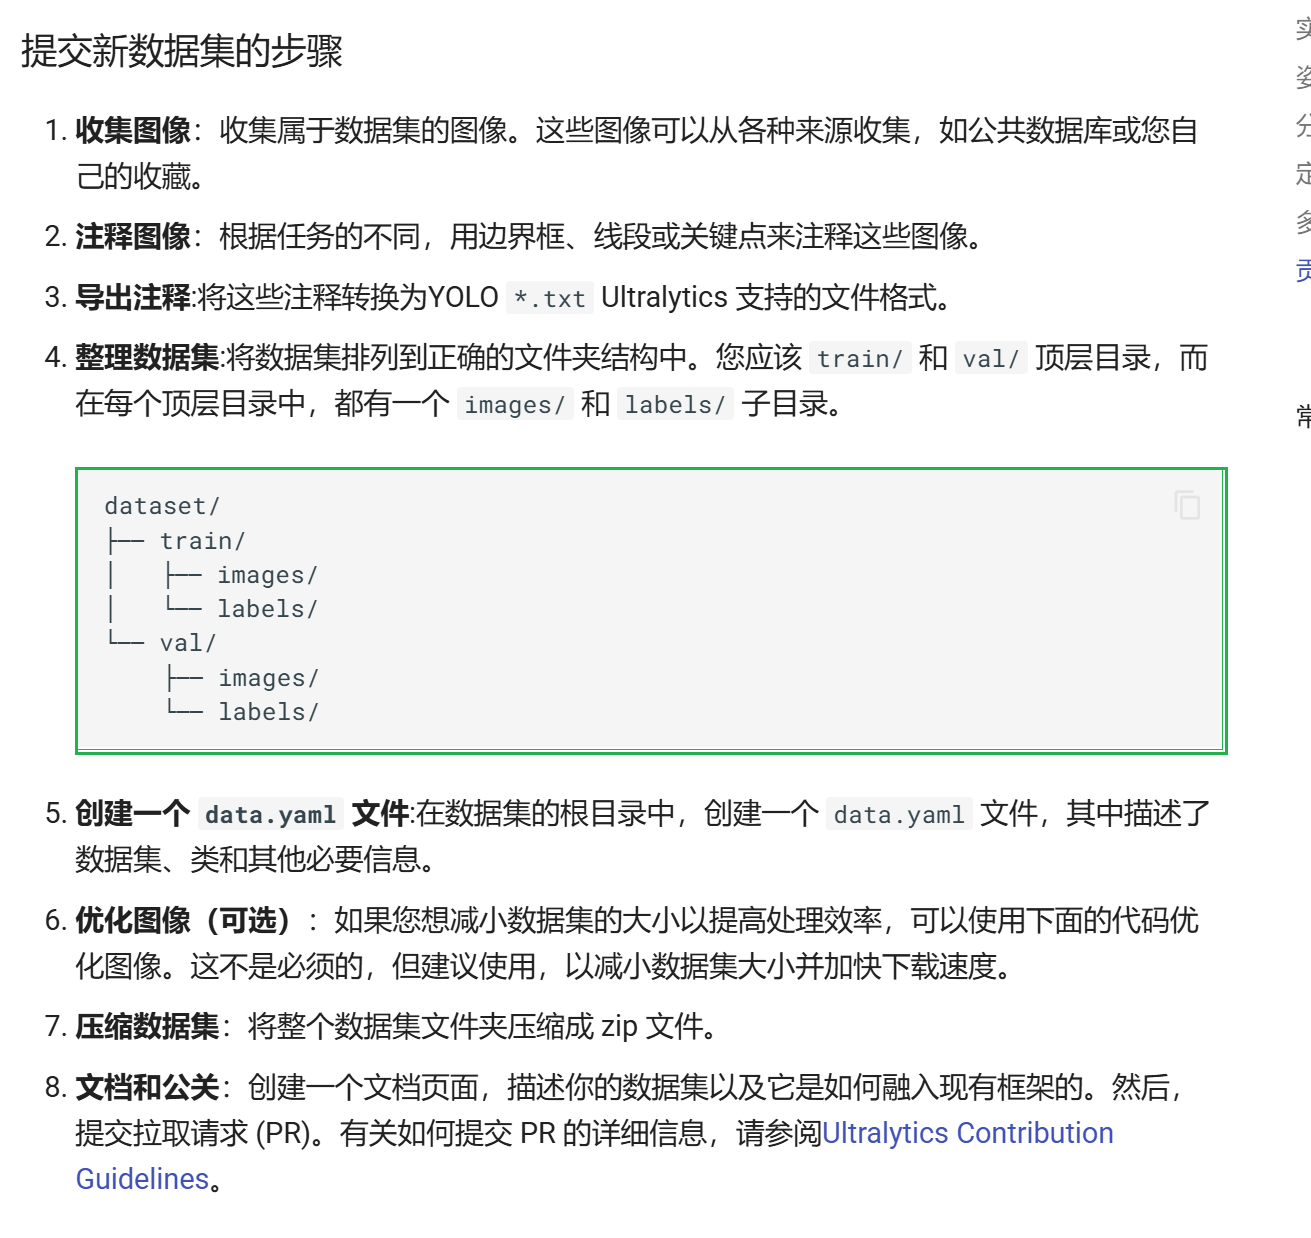 提交新数据集的步骤
1. 收集图像：收集属于数据集的图像。这些图像可以从各种来源收集，如公共数据库或您自
己的收藏。
2. 注释图像：根据任务的不同，用边界框、线段或关键点来注释这些图像。
3. 导出注释:将这些注释转换为YOLO *.txt Ultralytics 支持的文件格式。
4. 整理数据集:将数据集排列到正确的文件夹结构中。您应该 train/ 和 val/ 顶层目录，而
在每个顶层目录中，都有一个 images/ 和 labels/ 子目录。
dataset/
├── train/
│   ├── images/
│   └── labels/
└── val/
    ├── images/
    └── labels/
5. 创建一个 data.yaml 文件:在数据集的根目录中，创建一个 data.yaml 文件，其中描述了
数据集、类和其他必要信息。
6. 优化图像（可选）：如果您想减小数据集的大小以提高处理效率，可以使用下面的代码优
化图像。这不是必须的，但建议使用，以减小数据集大小并加快下载速度。
7. 压缩数据集：将整个数据集文件夹压缩成 zip 文件。
8. 文档和公关：创建一个文档页面，描述你的数据集以及它是如何融入现有框架的。然后，
提交拉取请求 (PR)。有关如何提交 PR 的详细信息，请参阅Ultralytics Contribution
Guidelines。